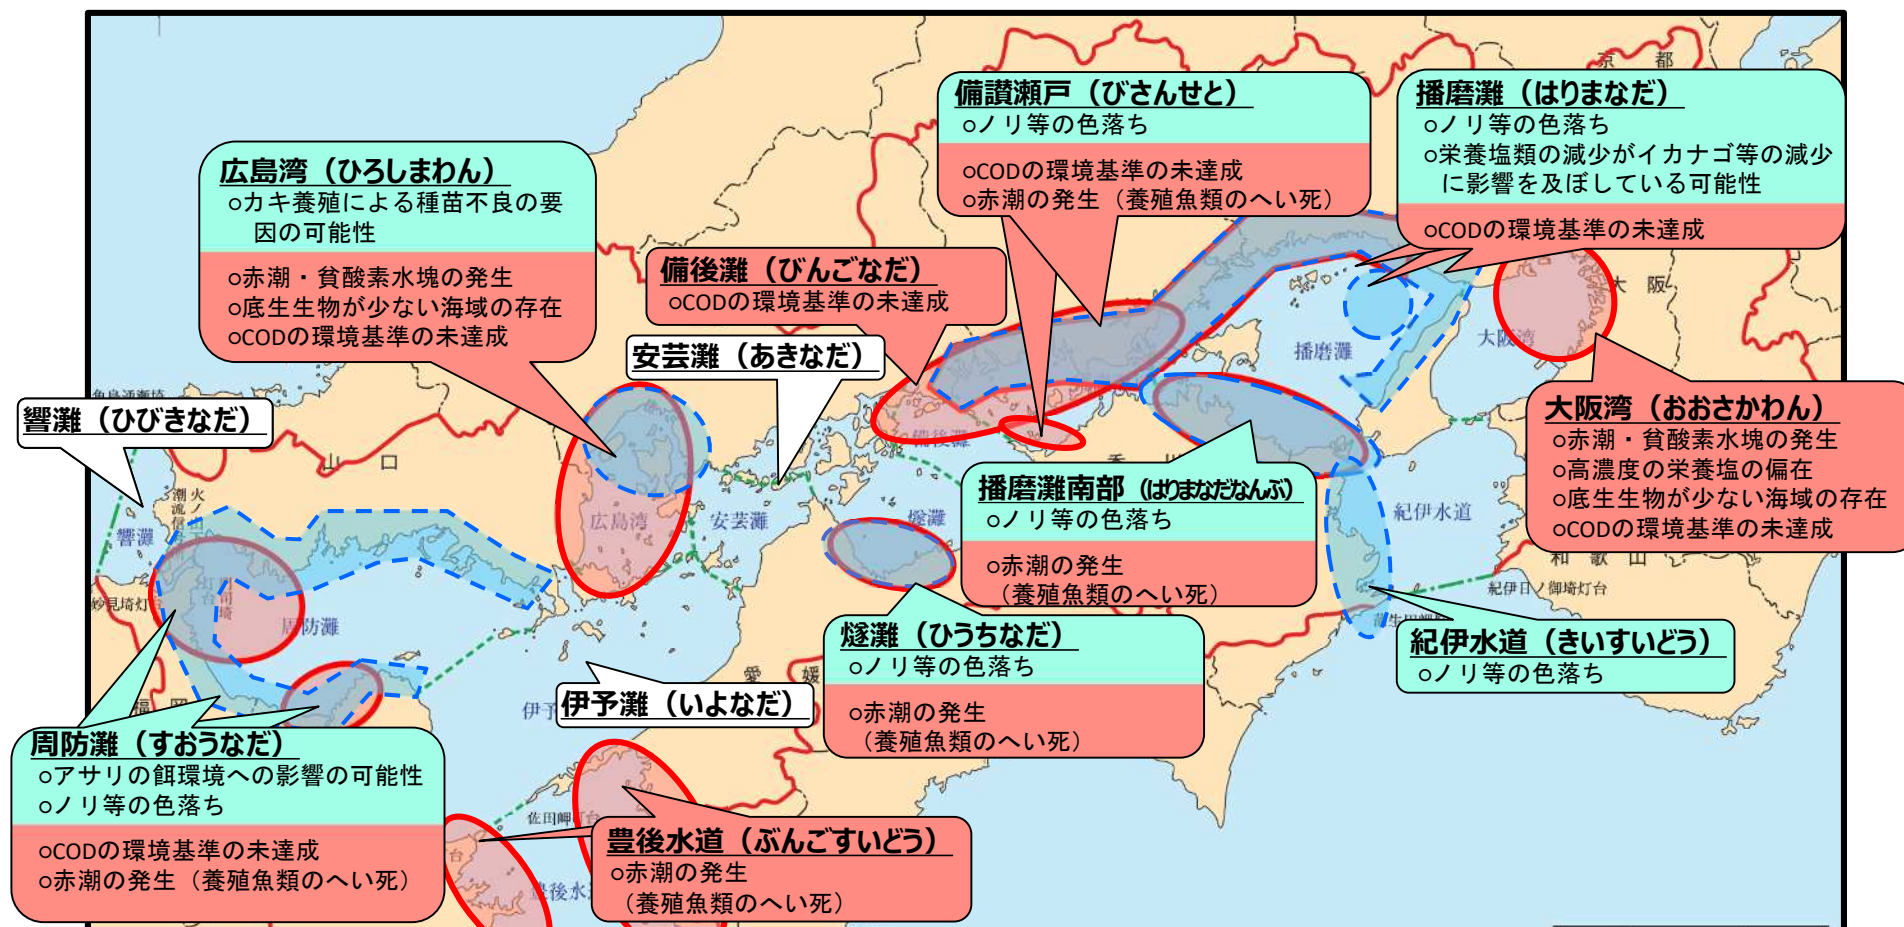 備讃瀬戸（びさんせと）
○ノリ等の色落ち
○CODの環境基準の未達成
○赤潮の発生（養殖魚類のへい死）
播磨灘（はりまなだ）
○ノリ等の色落ち
○栄養塩類の減少がイカナゴ等の減少
に影響を及ぼしている可能性
○CODの環境基準の未達成
広島湾（ひろしまわん）
○カキ養殖による種苗不良の要
因の可能性
○赤潮・貧酸素水塊の発生
○底生生物が少ない海域の存在
○CODの環境基準の未達成
備後灘（びんごなだ）
○CODの環境基準の未達成
安芸灘（あきなだ）
響灘（ひびきなだ）
大阪湾（おおさかわん）
○赤潮・貧酸素水塊の発生
○高濃度の栄養塩の偏在
○底生生物が少ない海域の存在
○CODの環境基準の未達成
播磨灘南部（はりまなだなんぶ）
○ノリ等の色落ち
○赤潮の発生
（養殖魚類のへい死）
燧灘（ひうちなだ）
○ノリ等の色落ち
○赤潮の発生
（養殖魚類のへい死）
紀伊水道（きいすいどう）
○ノリ等の色落ち
伊予灘（いよなだ）
周防灘（すおうなだ）
○アサリの餌環境への影響の可能性
○ノリ等の色落ち
○CODの環境基準の未達成
○赤潮の発生（養殖魚類のへい死）
豊後水道（ぶんごすいどう）
○赤潮の発生
（養殖魚類のへい死）
京都
大阪
大阪湾
播磨灘
備後灘
山口
響灘
広島湾
安芸灘
燧灘
紀伊水道
和歌山
紀伊日ノ御埼灯台
妙見埼灯台
周防灘
愛媛
佐田岬灯台